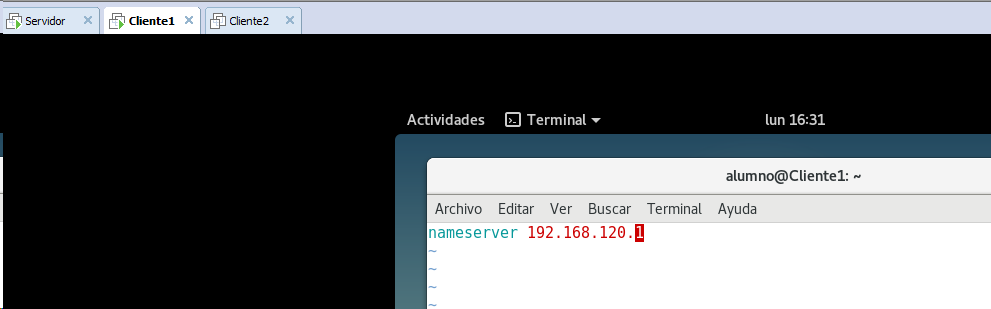 Servidor Cliente1 Cliente2
Actividades Terminal lun 16:31
alumno@Cliente1: ~
Archivo Editar Ver Buscar Terminal Ayuda
nameserver 192.168.120.1
~
~
~
~